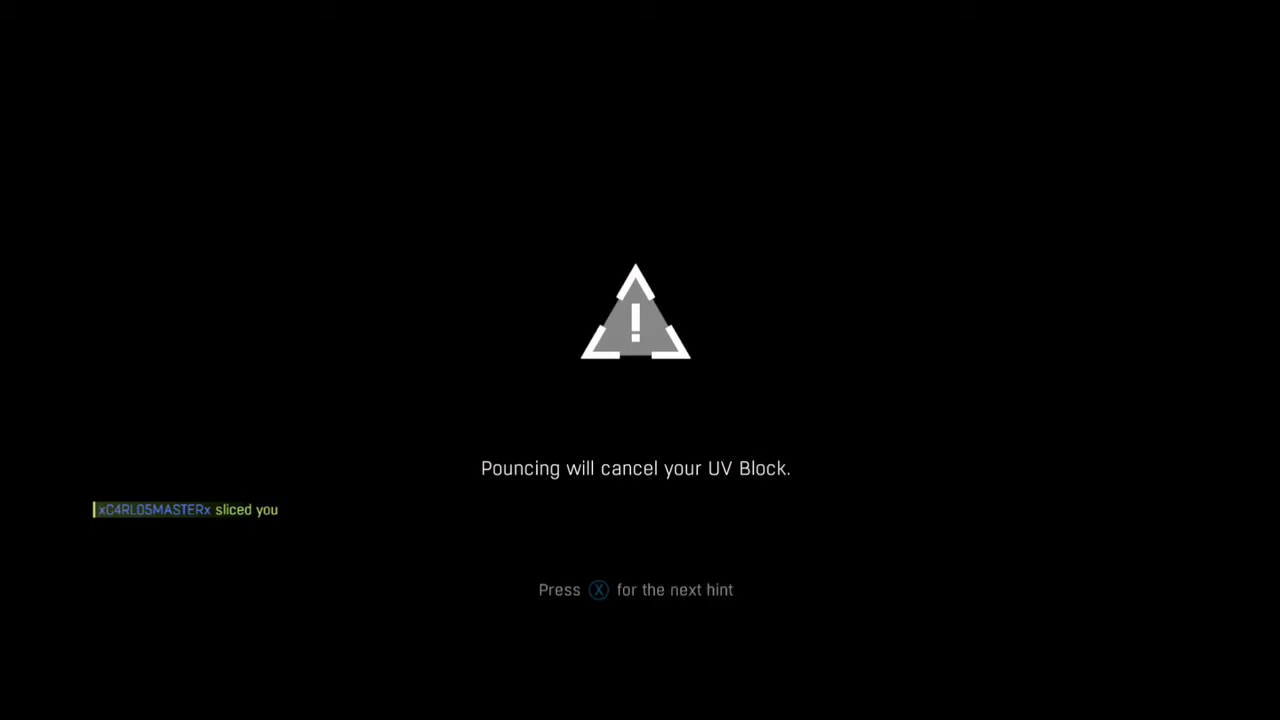 Pouncing will cancel your UV Block.
xC4RL05MASTERx sliced you
Press X for the next hint